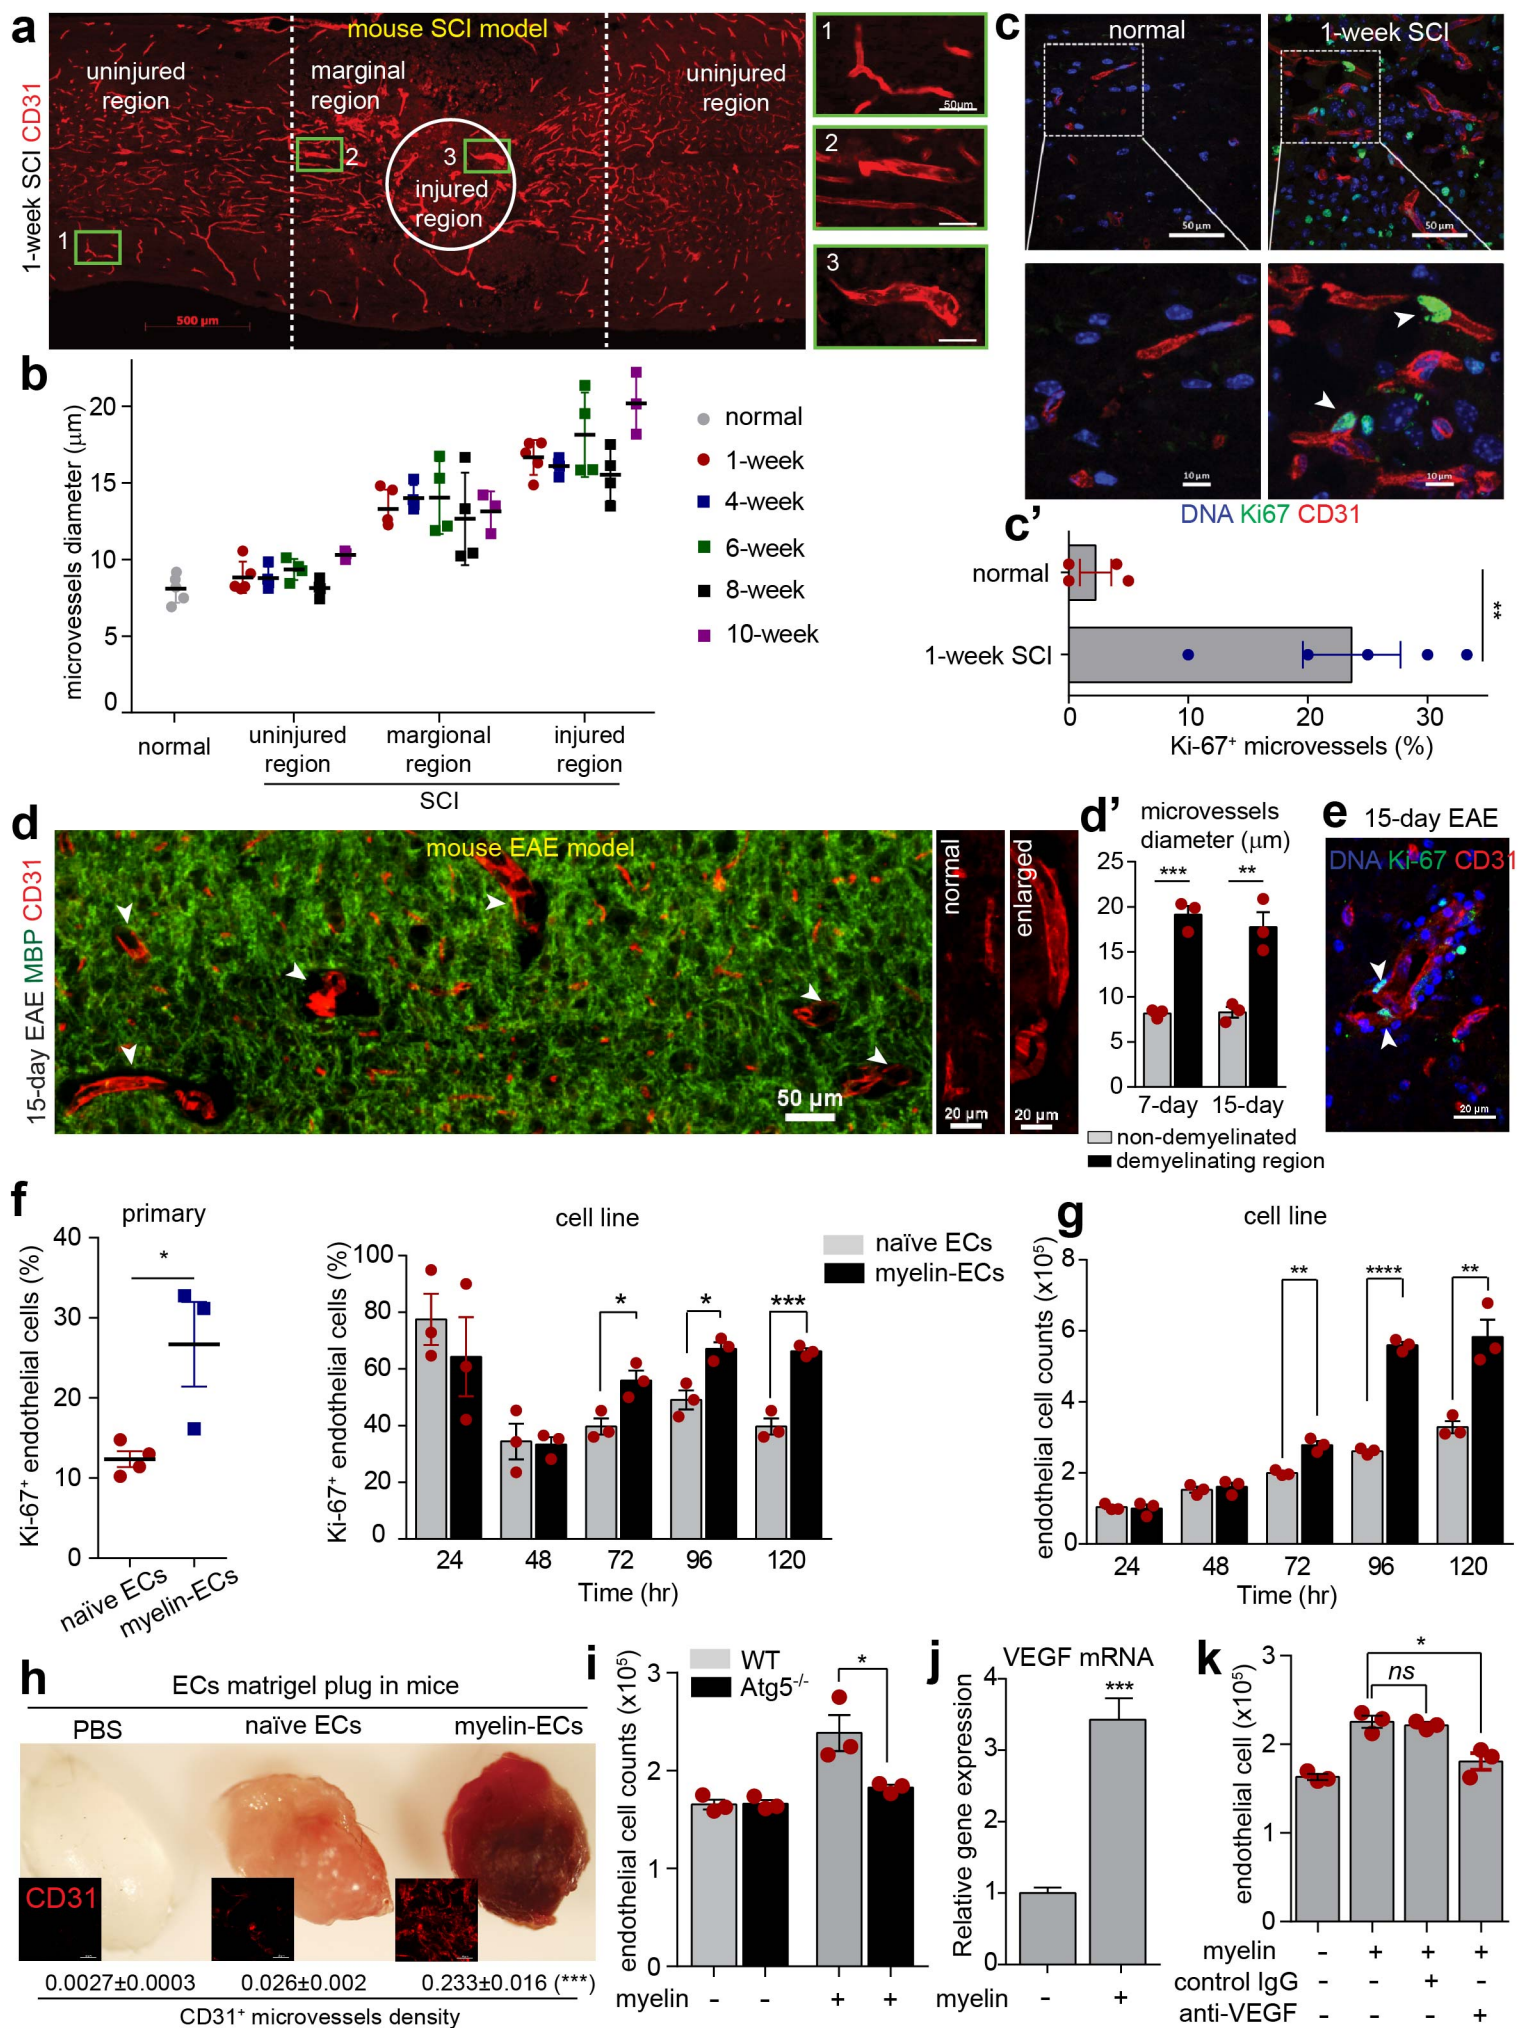 a
1-week SCI CD31
mouse SCI model
uninjured
region
marginal
region
uninjured
region
injured
region
1
2
3
500 µm
1
50µm
2
3
c
normal
1-week SCI
50 µm
50 µm
10 µm
10 µm
DNA Ki67 CD31
b
microvessels diameter (µm)
20
15
10
5
0
normal
uninjured
region
margional
region
injured
region
SCI
normal
1-week
4-week
6-week
8-week
10-week
c’
normal
1-week SCI
**
0
10
20
30
Ki-67⁺ microvessels (%)
d
15-day EAE MBP CD31
mouse EAE model
50 µm
normal
20 µm
enlarged
20 µm
d’
microvessels
diameter (µm)
25
20
15
10
5
0
***
**
7-day
15-day
non-demyelinated
demyelinating region
e
15-day EAE
DNA Ki-67 CD31
20 µm
f
primary
Ki-67⁺ endothelial cells (%)
40
30
20
10
0
*
naïve ECs
myelin-ECs
cell line
Ki-67⁺ endothelial cells (%)
100
80
60
40
20
0
*
*
***
24
48
72
96
120
Time (hr)
naïve ECs
myelin-ECs
g
cell line
endothelial cell counts (x10⁵)
8
6
4
2
0
**
****
**
24
48
72
96
120
Time (hr)
h
ECs matrigel plug in mice
PBS
naïve ECs
myelin-ECs
CD31
0.0027±0.0003
0.026±0.002
0.233±0.016 (***)
CD31⁺ microvessels density
i
WT
Atg5⁻/⁻
endothelial cell counts (x10⁵)
3
2
1
0
*
myelin - - + +
j
VEGF mRNA
Relative gene expression
4
3
2
1
0
***
myelin - +
k
endothelial cell (x10⁵)
3
2
1
0
*
ns
myelin - + + +
control IgG - - + -
anti-VEGF - - - +